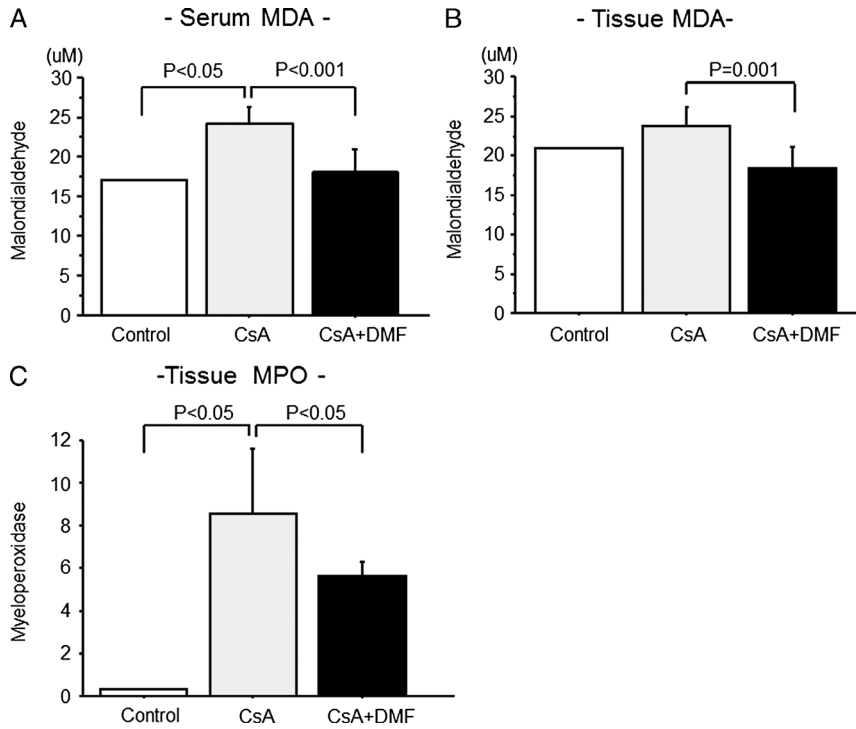 A
- Serum MDA -
(uM)
P<0.05
P<0.001
30
25
20
15
10
5
0
Malondialdehyde
Control
CsA
CsA+DMF
B
- Tissue MDA-
(uM)
P=0.001
30
25
20
15
10
5
0
Malondialdehyde
Control
CsA
CsA+DMF
C
-Tissue MPO -
P<0.05
P<0.05
12
10
8
6
4
2
0
Myeloperoxidase
Control
CsA
CsA+DMF